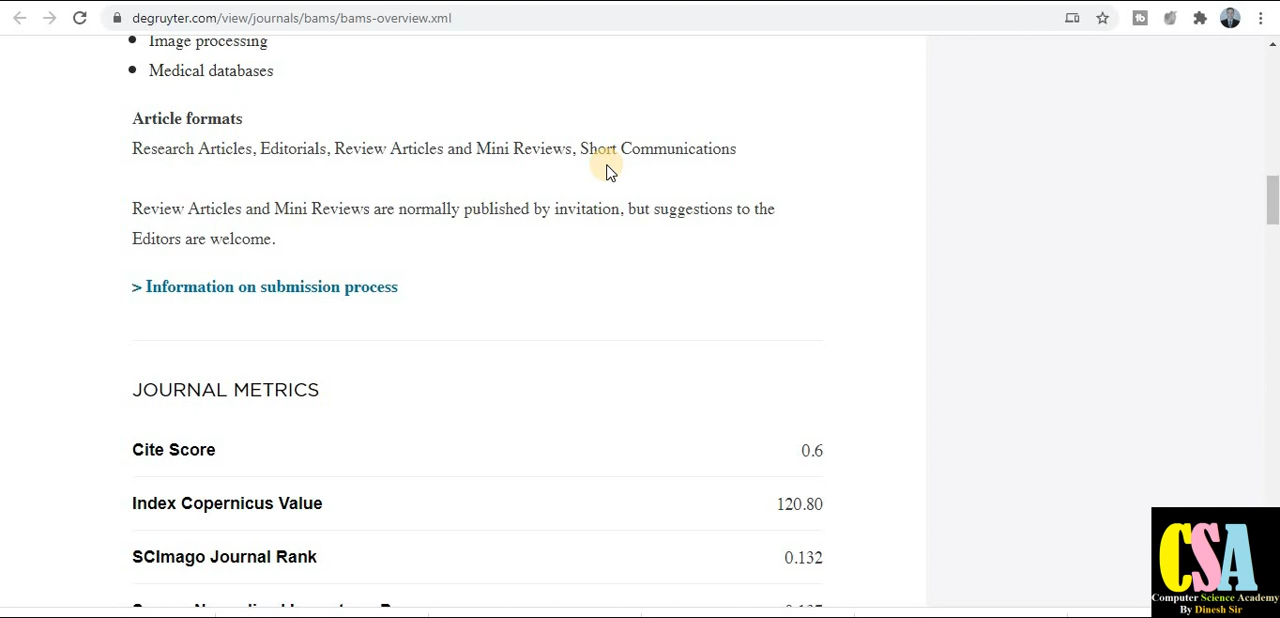 degruyter.com/view/journals/bams/bams-overview.xml
Image processing
Medical databases
Article formats
Research Articles, Editorials, Review Articles and Mini Reviews, Short Communications
Review Articles and Mini Reviews are normally published by invitation, but suggestions to the
Editors are welcome.
> Information on submission process
JOURNAL METRICS
Cite Score 0.6
Index Copernicus Value 120.80
SCImago Journal Rank 0.132
CSA
Computer Science Academy
By Dinesh Sir